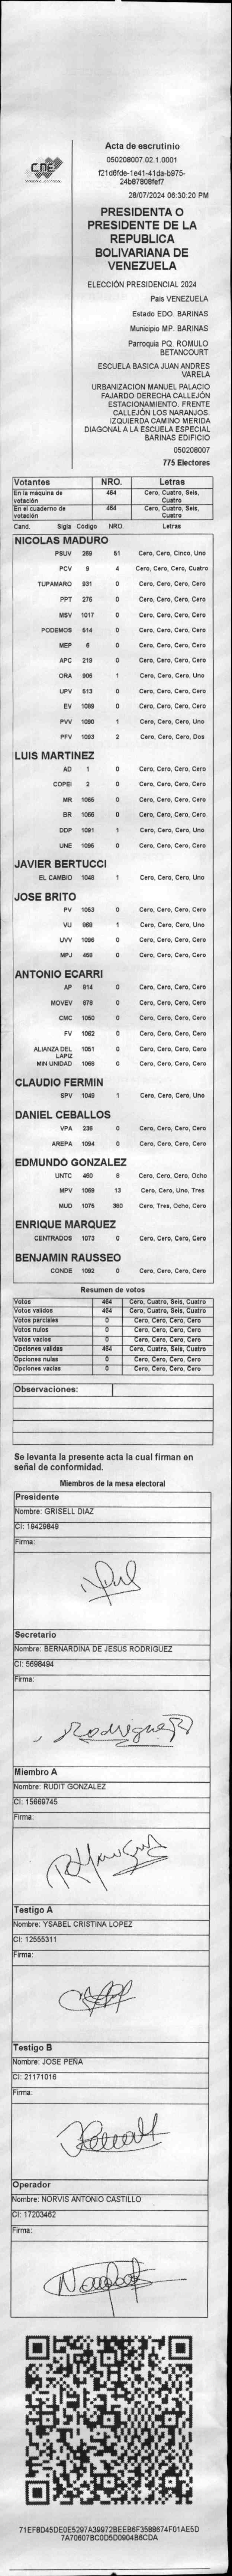 CNE
Acta de escrutinio
050208007.02.1.0001
f21d6fde-1e41-41da-b975-
24b87808fef7
28/07/2024 06:30:20 PM
PRESIDENTA O
PRESIDENTE DE LA
REPUBLICA
BOLIVARIANA DE
VENEZUELA
ELECCIÓN PRESIDENCIAL 2024
Pais VENEZUELA
Estado EDO. BARINAS
Municipio MP. BARINAS
Parroquia PQ. ROMULO
BETANCOURT
ESCUELA BASICA JUAN ANDRES
VARELA
URBANIZACION MANUEL PALACIO
FAJARDO DERECHA CALLEJÓN
ESTACIONAMIENTO. FRENTE
CALLEJÓN LOS NARANJOS.
IZQUIERDA CAMINO MERIDA
DIAGONAL A LA ESCUELA ESPECIAL
BARINAS EDIFICIO
050208007
775 Electores
Votantes NRO. Letras
En la máquina de votación 464 Cero, Cuatro, Seis, Cuatro
En el cuaderno de votación 464 Cero, Cuatro, Seis, Cuatro
Cand. Sigla Código NRO. Letras
NICOLAS MADURO
PSUV 269 51 Cero, Cero, Cinco, Uno
PCV 9 4 Cero, Cero, Cero, Cuatro
TUPAMARO 931 0 Cero, Cero, Cero, Cero
PPT 276 0 Cero, Cero, Cero, Cero
MSV 1017 0 Cero, Cero, Cero, Cero
PODEMOS 514 0 Cero, Cero, Cero, Cero
MEP 6 0 Cero, Cero, Cero, Cero
APC 219 0 Cero, Cero, Cero, Cero
ORA 906 1 Cero, Cero, Cero, Uno
UPV 513 0 Cero, Cero, Cero, Cero
EV 1089 0 Cero, Cero, Cero, Cero
PVV 1090 1 Cero, Cero, Cero, Uno
PFV 1093 2 Cero, Cero, Cero, Dos
LUIS MARTINEZ
AD 1 0 Cero, Cero, Cero, Cero
COPEI 2 0 Cero, Cero, Cero, Cero
MR 1066 0 Cero, Cero, Cero, Cero
BR 1056 0 Cero, Cero, Cero, Cero
DDP 1091 1 Cero, Cero, Cero, Uno
UNE 1095 0 Cero, Cero, Cero, Cero
JAVIER BERTUCCI
EL CAMBIO 1048 1 Cero, Cero, Cero, Uno
JOSE BRITO
PV 1053 0 Cero, Cero, Cero, Cero
VU 969 1 Cero, Cero, Cero, Uno
UVV 1096 0 Cero, Cero, Cero, Cero
MPJ 458 0 Cero, Cero, Cero, Cero
ANTONIO ECARRI
AP 914 0 Cero, Cero, Cero, Cero
MOVEV 979 0 Cero, Cero, Cero, Cero
CMC 1050 0 Cero, Cero, Cero, Cero
FV 1062 0 Cero, Cero, Cero, Cero
ALIANZA DEL LAPIZ 1051 0 Cero, Cero, Cero, Cero
MIN UNIDAD 1068 0 Cero, Cero, Cero, Cero
CLAUDIO FERMIN
SPV 1049 1 Cero, Cero, Cero, Uno
DANIEL CEBALLOS
VPA 236 0 Cero, Cero, Cero, Cero
AREPA 1094 0 Cero, Cero, Cero, Cero
EDMUNDO GONZALEZ
UNTC 460 8 Cero, Cero, Cero, Ocho
MPV 1069 13 Cero, Cero, Uno, Tres
MUD 1076 380 Cero, Tres, Ocho, Cero
ENRIQUE MARQUEZ
CENTRADOS 1073 0 Cero, Cero, Cero, Cero
BENJAMIN RAUSSEO
CONDE 1092 0 Cero, Cero, Cero, Cero
Resumen de votos
Votos 464 Cero, Cuatro, Seis, Cuatro
Votos validos 464 Cero, Cuatro, Seis, Cuatro
Votos parciales 0 Cero, Cero, Cero, Cero
Votos nulos 0 Cero, Cero, Cero, Cero
Votos vacios 0 Cero, Cero, Cero, Cero
Opciones validas 464 Cero, Cuatro, Seis, Cuatro
Opciones nulas 0 Cero, Cero, Cero, Cero
Opciones vacias 0 Cero, Cero, Cero, Cero
Observaciones:
Se levanta la presente acta la cual firman en
señal de conformidad.
Miembros de la mesa electoral
Presidente
Nombre: GRISELL DIAZ
CI: 19429849
Firma:
Secretario
Nombre: BERNARDINA DE JESUS RODRIGUEZ
CI: 5698494
Firma:
Rodriguez
Miembro A
Nombre: RUDIT GONZALEZ
CI: 15669745
Firma:
Testigo A
Nombre: YSABEL CRISTINA LOPEZ
CI: 12555311
Firma:
Testigo B
Nombre: JOSE PEÑA
CI: 21171016
Firma:
Operador
Nombre: NORVIS ANTONIO CASTILLO
CI: 17203462
Firma:
71EF8D45DE0E5297A39972BEEB6F3588674F01AE5D
7A70607BC0D5D0904B6CDA